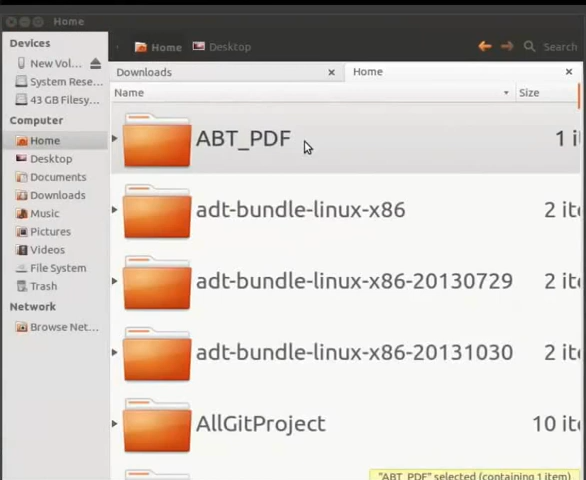 Home
Devices
New Vol...
System Rese...
43 GB Filesy...
Computer
Home
Desktop
Documents
Downloads
Music
Pictures
Videos
File System
Trash
Network
Browse Net...
Home Desktop Search
Downloads Home
Name Size
ABT_PDF 1
adt-bundle-linux-x86 2 ite
adt-bundle-linux-x86-20130729 2 ite
adt-bundle-linux-x86-20131030 2 ite
AllGitProject 10 ite
"ABT_PDF" selected (containing 1 item)